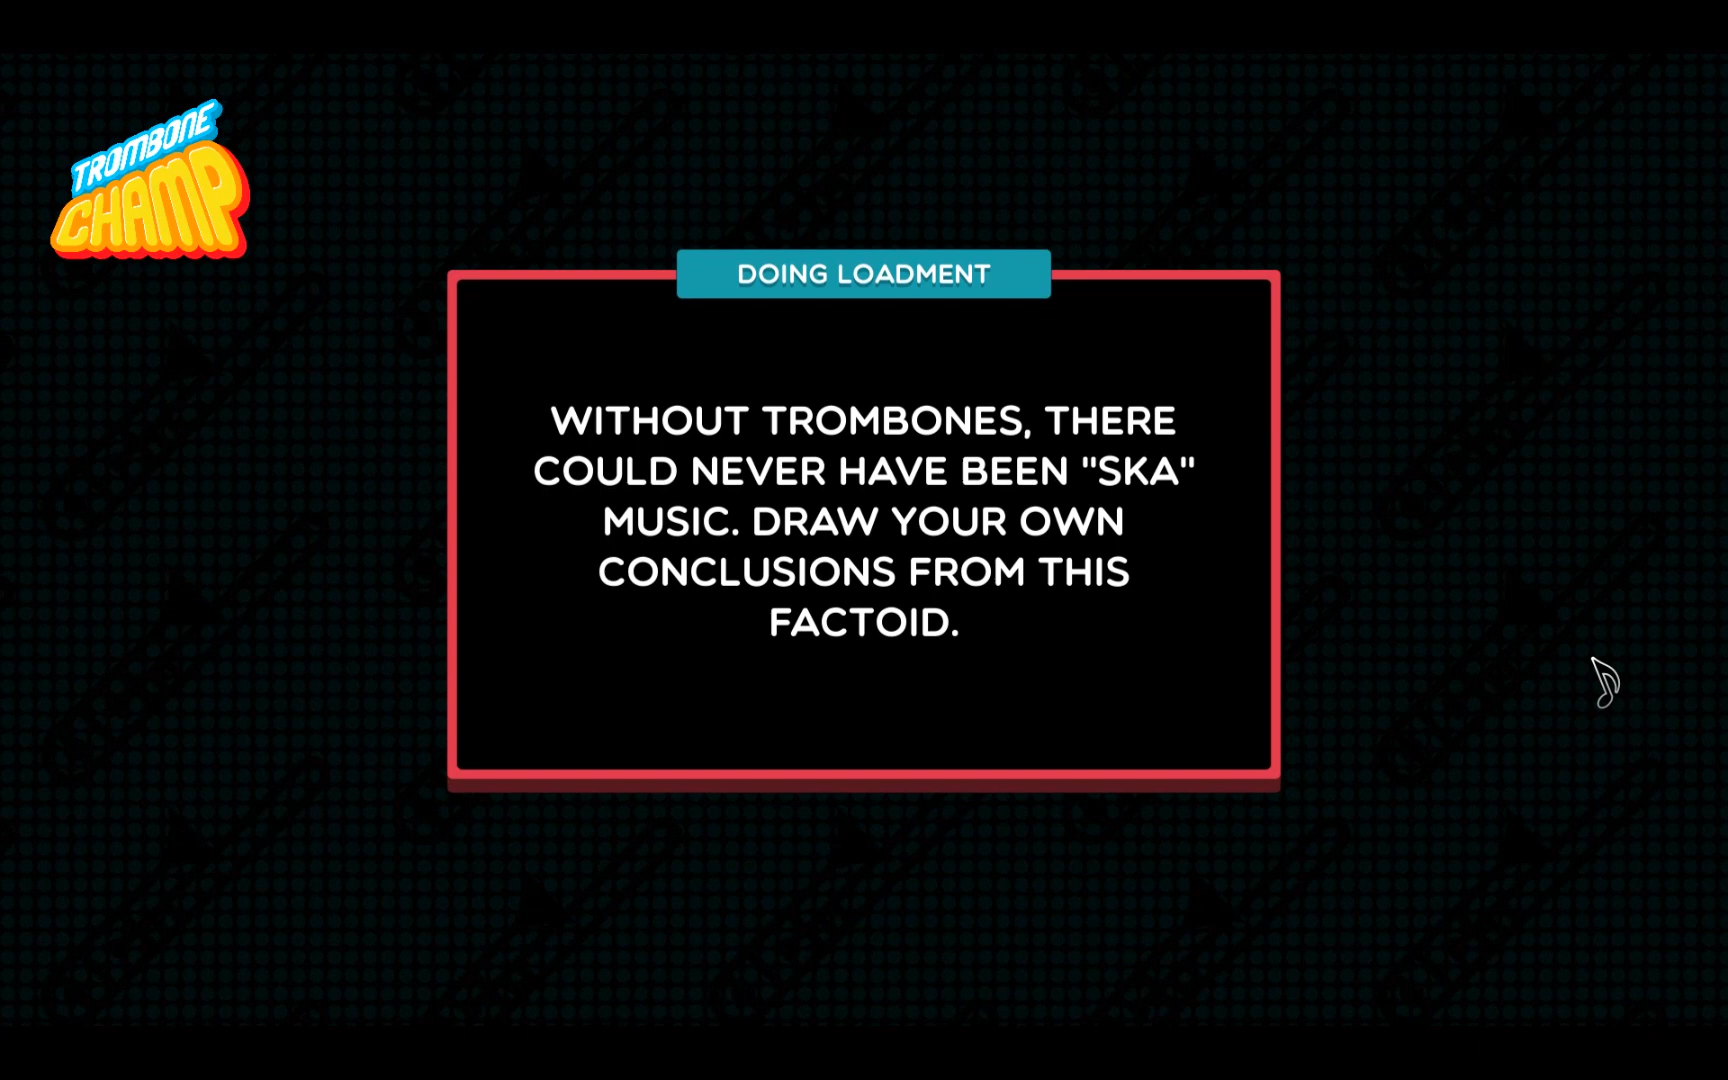 TROMBONE
CHAMP
DOING LOADMENT
WITHOUT TROMBONES, THERE
COULD NEVER HAVE BEEN "SKA"
MUSIC. DRAW YOUR OWN
CONCLUSIONS FROM THIS
FACTOID.